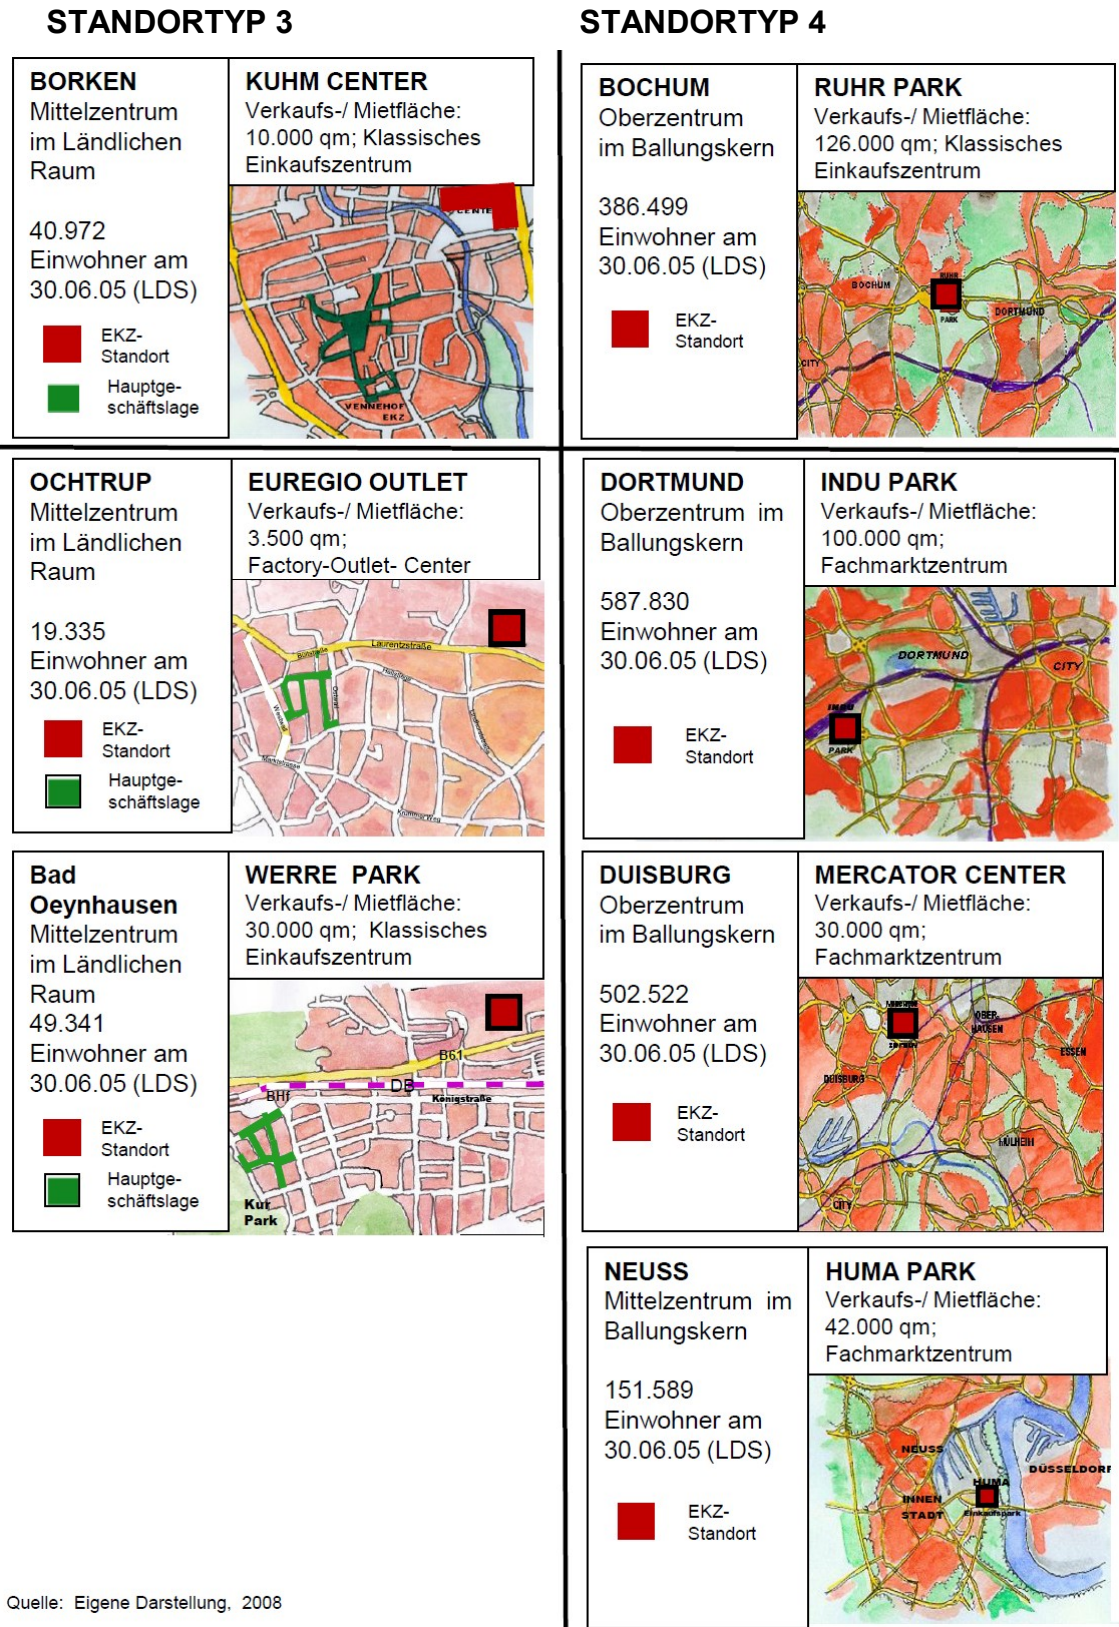 STANDORTYP 3
BORKEN
Mittelzentrum
im Ländlichen
Raum
40.972
Einwohner am
30.06.05 (LDS)
EKZ-
Standort
Hauptge-
schäftslage
KUHM CENTER
Verkaufs-/ Mietfläche:
10.000 qm; Klassisches
Einkaufszentrum
CENTE
VENNEHOF
EKZ
OCHTRUP
Mittelzentrum
im Ländlichen
Raum
19.335
Einwohner am
30.06.05 (LDS)
EKZ-
Standort
Hauptge-
schäftslage
EUREGIO OUTLET
Verkaufs-/ Mietfläche:
3.500 qm;
Factory-Outlet- Center
Laurentzstraße
Bad
Oeynhausen
Mittelzentrum
im Ländlichen
Raum
49.341
Einwohner am
30.06.05 (LDS)
EKZ-
Standort
Hauptge-
schäftslage
WERRE PARK
Verkaufs-/ Mietfläche:
30.000 qm; Klassisches
Einkaufszentrum
B61
DB
BHf
Königstraße
Kur
Park
STANDORTYP 4
BOCHUM
Oberzentrum
im Ballungskern
386.499
Einwohner am
30.06.05 (LDS)
EKZ-
Standort
RUHR PARK
Verkaufs-/ Mietfläche:
126.000 qm; Klassisches
Einkaufszentrum
RUHR
BOCHUM
PARK
DORTMUND
CITY
DORTMUND
Oberzentrum im
Ballungskern
587.830
Einwohner am
30.06.05 (LDS)
EKZ-
Standort
INDU PARK
Verkaufs-/ Mietfläche:
100.000 qm;
Fachmarktzentrum
DORTMUND
CITY
INDU
PARK
DUISBURG
Oberzentrum
im Ballungskern
502.522
Einwohner am
30.06.05 (LDS)
EKZ-
Standort
MERCATOR CENTER
Verkaufs-/ Mietfläche:
30.000 qm;
Fachmarktzentrum
OBER
HAUSEN
ESSEN
DUISBURG
MÜLHEIM
CITY
NEUSS
Mittelzentrum im
Ballungskern
151.589
Einwohner am
30.06.05 (LDS)
EKZ-
Standort
HUMA PARK
Verkaufs-/ Mietfläche:
42.000 qm;
Fachmarktzentrum
NEUSS
DÜSSELDORF
HUMA
INNEN
STADT
Einkaufspark
Quelle: Eigene Darstellung, 2008